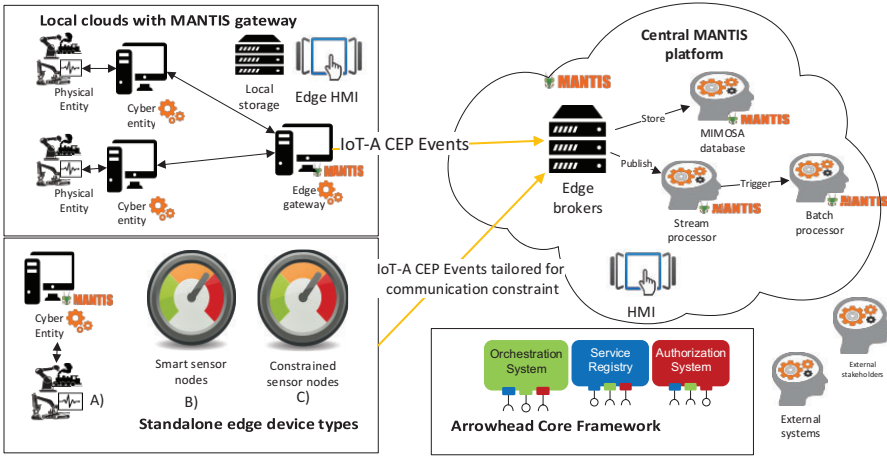 Local clouds with MANTIS gateway
Physical
Entity
Cyber
entity
Local
storage
Edge HMI
Physical
Entity
Cyber
entity
MANTIS
Edge
gateway
IoT-A CEP Events
Central MANTIS
platform
MANTIS
Edge
brokers
Store
MANTIS
MIMOSA
database
Publish
MANTIS
Stream
processor
Trigger
MANTIS
Batch
processor
HMI
MANTIS
Cyber
Entity
A)
Smart sensor
nodes
B)
Constrained
sensor nodes
C)
Standalone edge device types
IoT-A CEP Events tailored for
communication constraint
Orchestration
System
Service
Registry
Authorization
System
Arrowhead Core Framework
External
stakeholders
External
systems